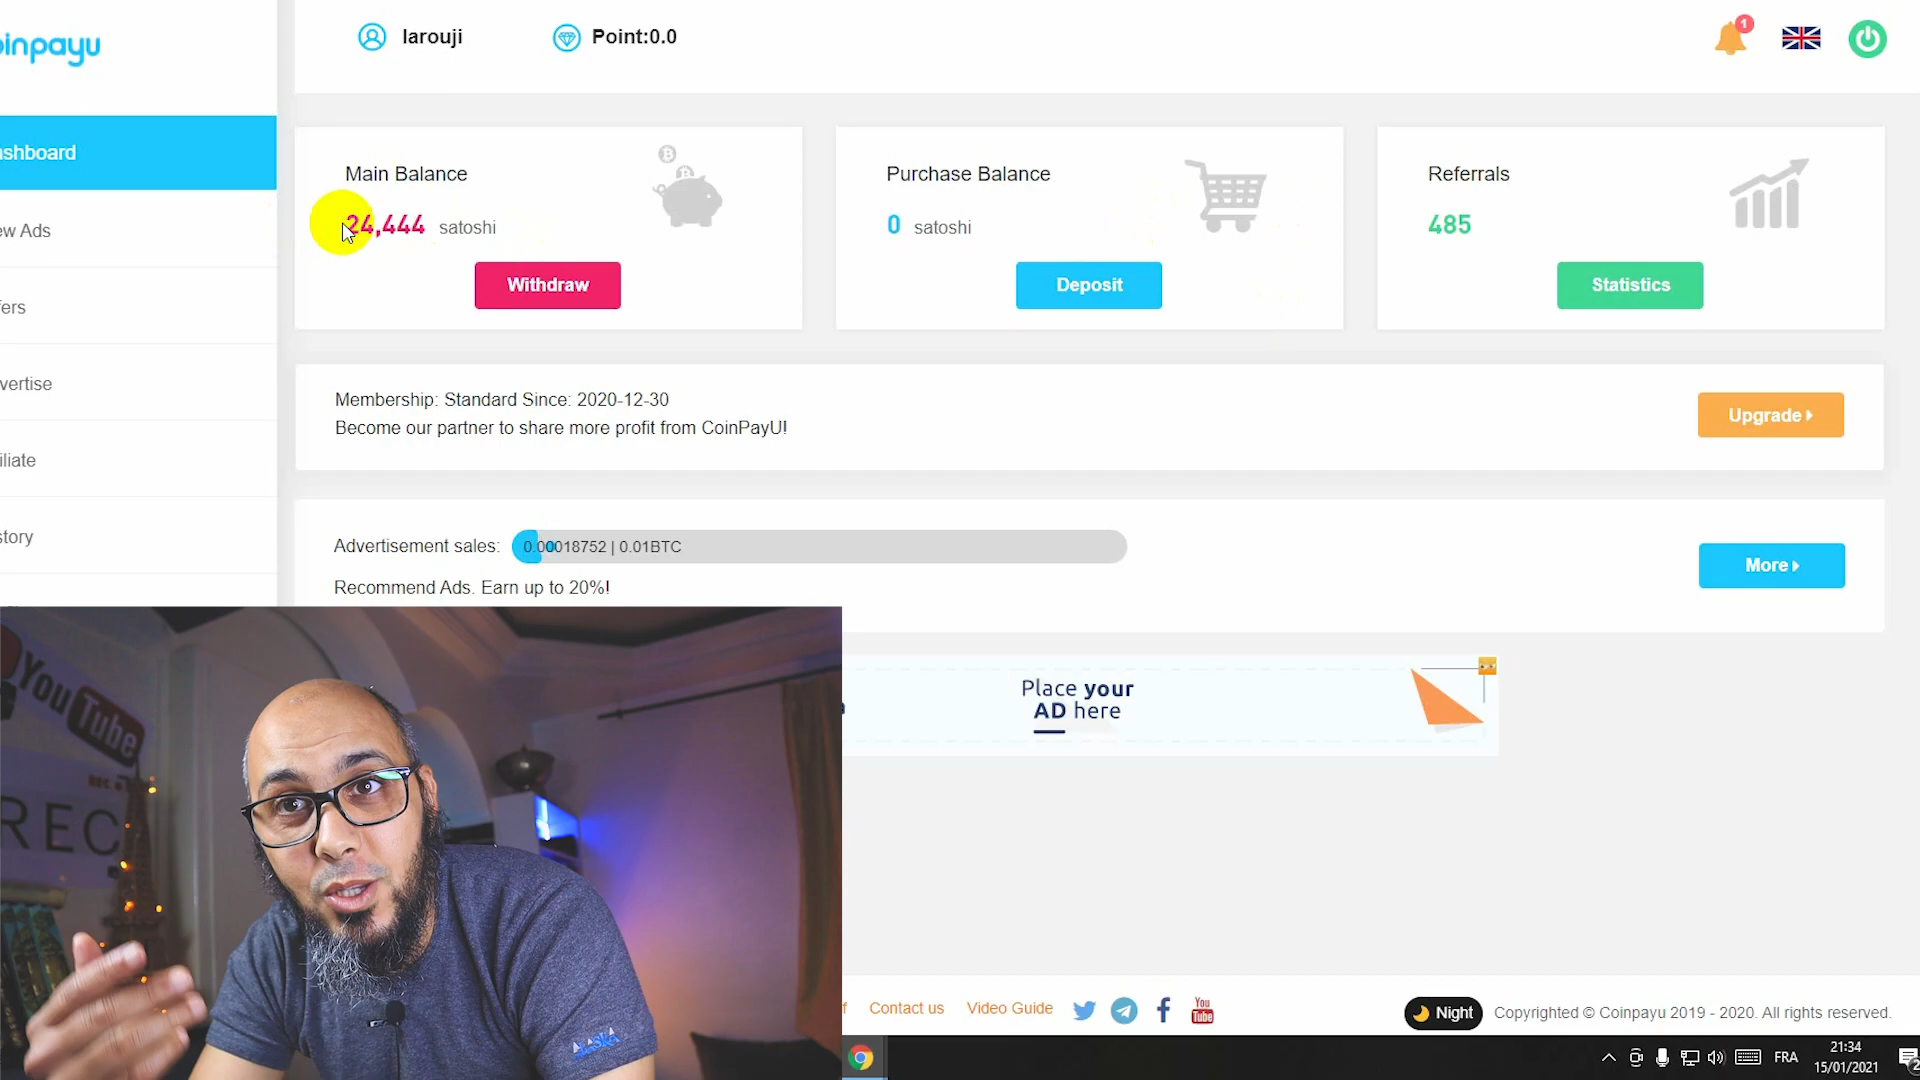 inpayu
larouji
Point:0.0
1
shboard
ew Ads
fers
vertise
iliate
story
Main Balance
24,444 satoshi
Withdraw
Purchase Balance
0 satoshi
Deposit
Referrals
485
Statistics
Membership: Standard Since: 2020-12-30
Become our partner to share more profit from CoinPayU!
Upgrade
Advertisement sales: 0.00018752 | 0.01BTC
Recommend Ads. Earn up to 20%!
More
Place your
AD here
YouTube
REC
REC
Contact us
Video Guide
You
Tube
Night
Copyrighted © Coinpayu 2019 - 2020. All rights reserved.
FRA
21:34
15/01/2021
2